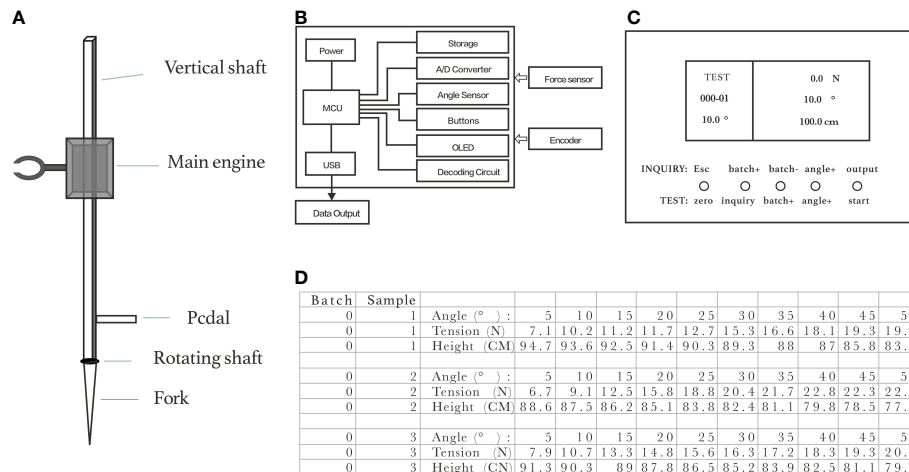 A
Vertical shaft
Main engine
Pcdal
Rotating shaft
Fork
B
Power
MCU
USB
Data Output
Storage
A/D Converter
Angle Sensor
Buttons
OLED
Decoding Circuit
Force sensor
Encoder
C
TEST
000-01
10.0 °
0.0 N
10.0 °
100.0 cm
INQUIRY: Esc batch+ batch- angle+ output
TEST: zero inquiry batch+ angle+ start
D
Batch Sample
0 1 Angle (° ) : 5 10 15 20 25 30 35 40 45 5
0 1 Tension (N) 7.1 10.2 11.2 11.7 12.7 15.3 16.6 18.1 19.3 19.
0 1 Height (CM) 94.7 93.6 92.5 91.4 90.3 89.3 88 87 85.8 83.
0 2 Angle (° ) : 5 10 15 20 25 30 35 40 45 5
0 2 Tension (N) 6.7 9.1 12.5 15.8 18.8 20.4 21.7 22.8 22.3 22.
0 2 Height (CM) 88.6 87.5 86.2 85.1 83.8 82.4 81.1 79.8 78.5 77.
0 3 Angle (° ) : 5 10 15 20 25 30 35 40 45 5
0 3 Tension (N) 7.9 10.7 13.3 14.8 15.6 16.3 17.2 18.3 19.3 20.
0 3 Height (CN) 91.3 90.3 89 87.8 86.5 85.2 83.9 82.5 81.1 79.